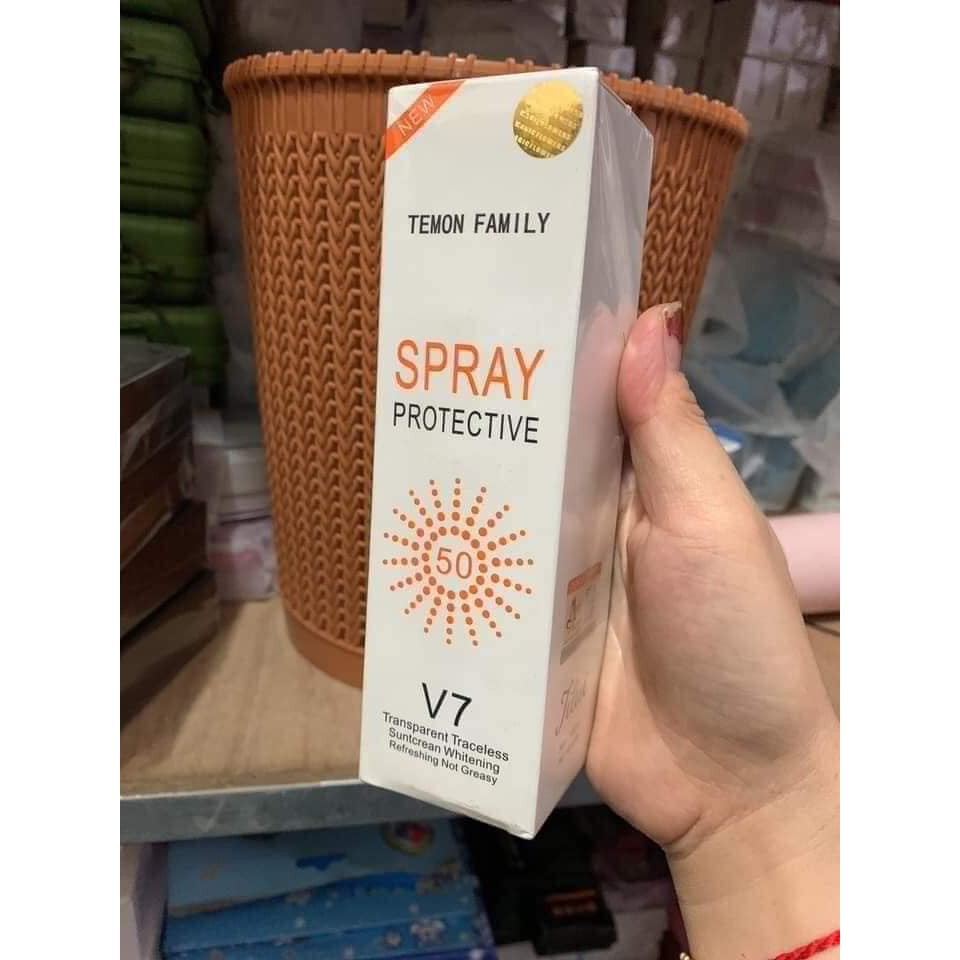 NEW
TEMON FAMILY
SPRAY
PROTECTIVE
50
V7
Transparent Traceless
Suntcrean Whitening
Refreshing Not Greasy